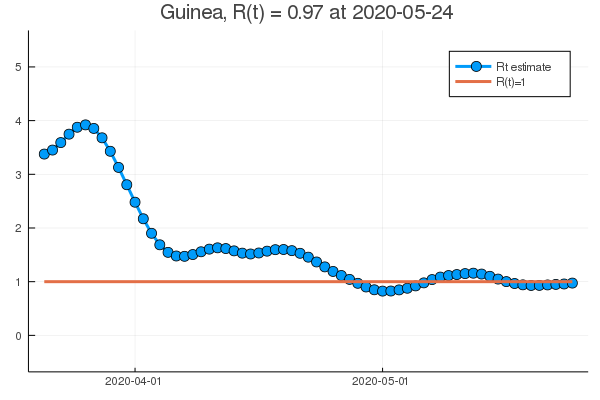 Guinea, R(t) = 0.97 at 2020-05-24
5
4
3
2
1
0
Rt estimate
R(t)=1
2020-04-01
2020-05-01